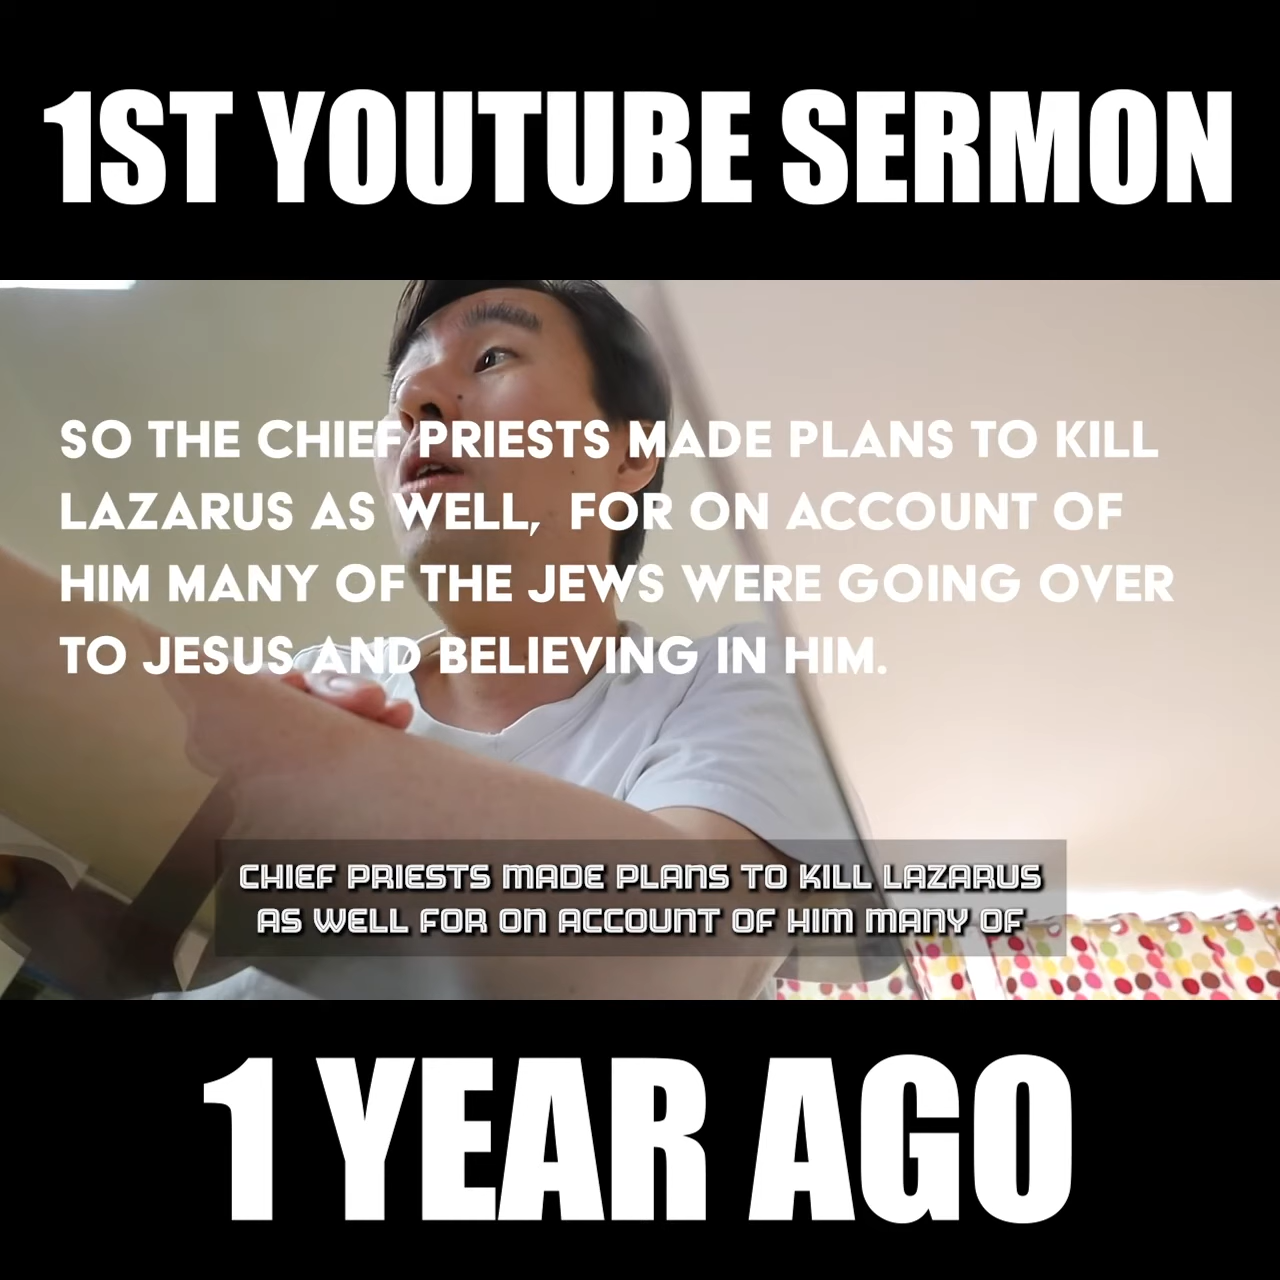 1ST YOUTUBE SERMON
SO THE CHIEF PRIESTS MADE PLANS TO KILL
LAZARUS AS WELL, FOR ON ACCOUNT OF
HIM MANY OF THE JEWS WERE GOING OVER
TO JESUS AND BELIEVING IN HIM.
CHIEF PRIESTS MADE PLANS TO KILL LAZARUS
AS WELL FOR ON ACCOUNT OF HIM MANY OF
1 YEAR AGO